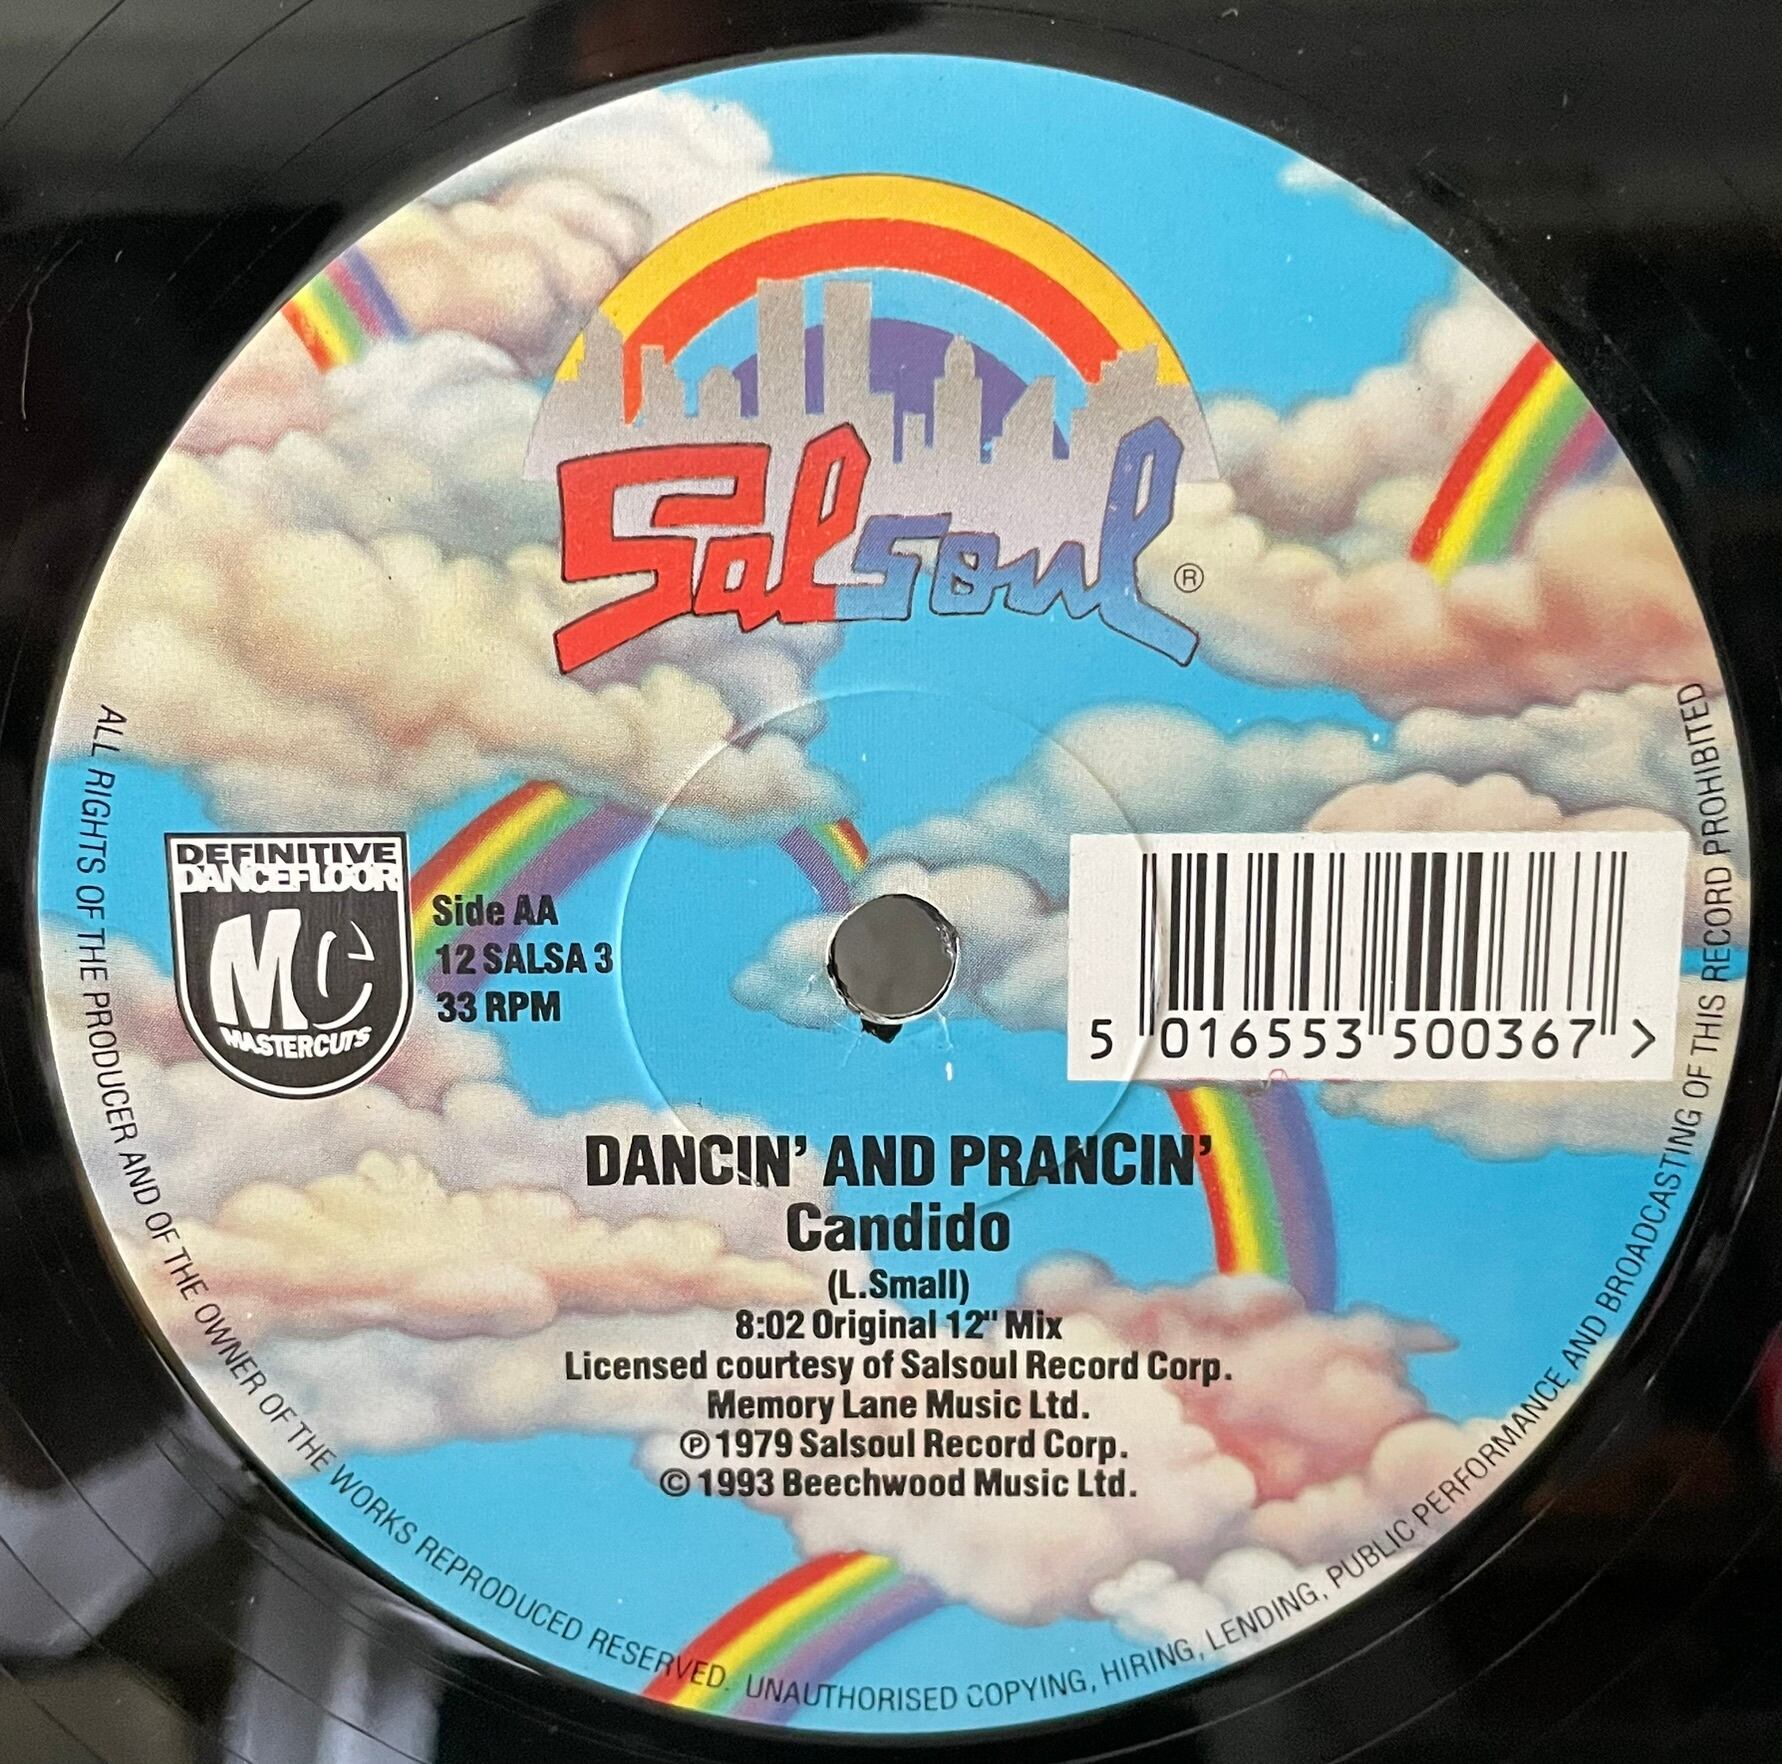 Salsoul ®
DEFINITIVE
DANCEFLOOR
MC
MASTERCUTS
Side AA
12 SALSA 3
33 RPM
5 016553 500367 >
DANCIN' AND PRANCIN'
Candido
(L.Small)
8:02 Original 12" Mix
Licensed courtesy of Salsoul Record Corp.
Memory Lane Music Ltd.
℗ 1979 Salsoul Record Corp.
© 1993 Beechwood Music Ltd.
ALL RIGHTS OF THE PRODUCER AND OF THE OWNER OF THE WORKS REPRODUCED RESERVED. UNAUTHORISED COPYING, HIRING, LENDING, PUBLIC PERFORMANCE AND BROADCASTING OF THIS RECORD PROHIBITED